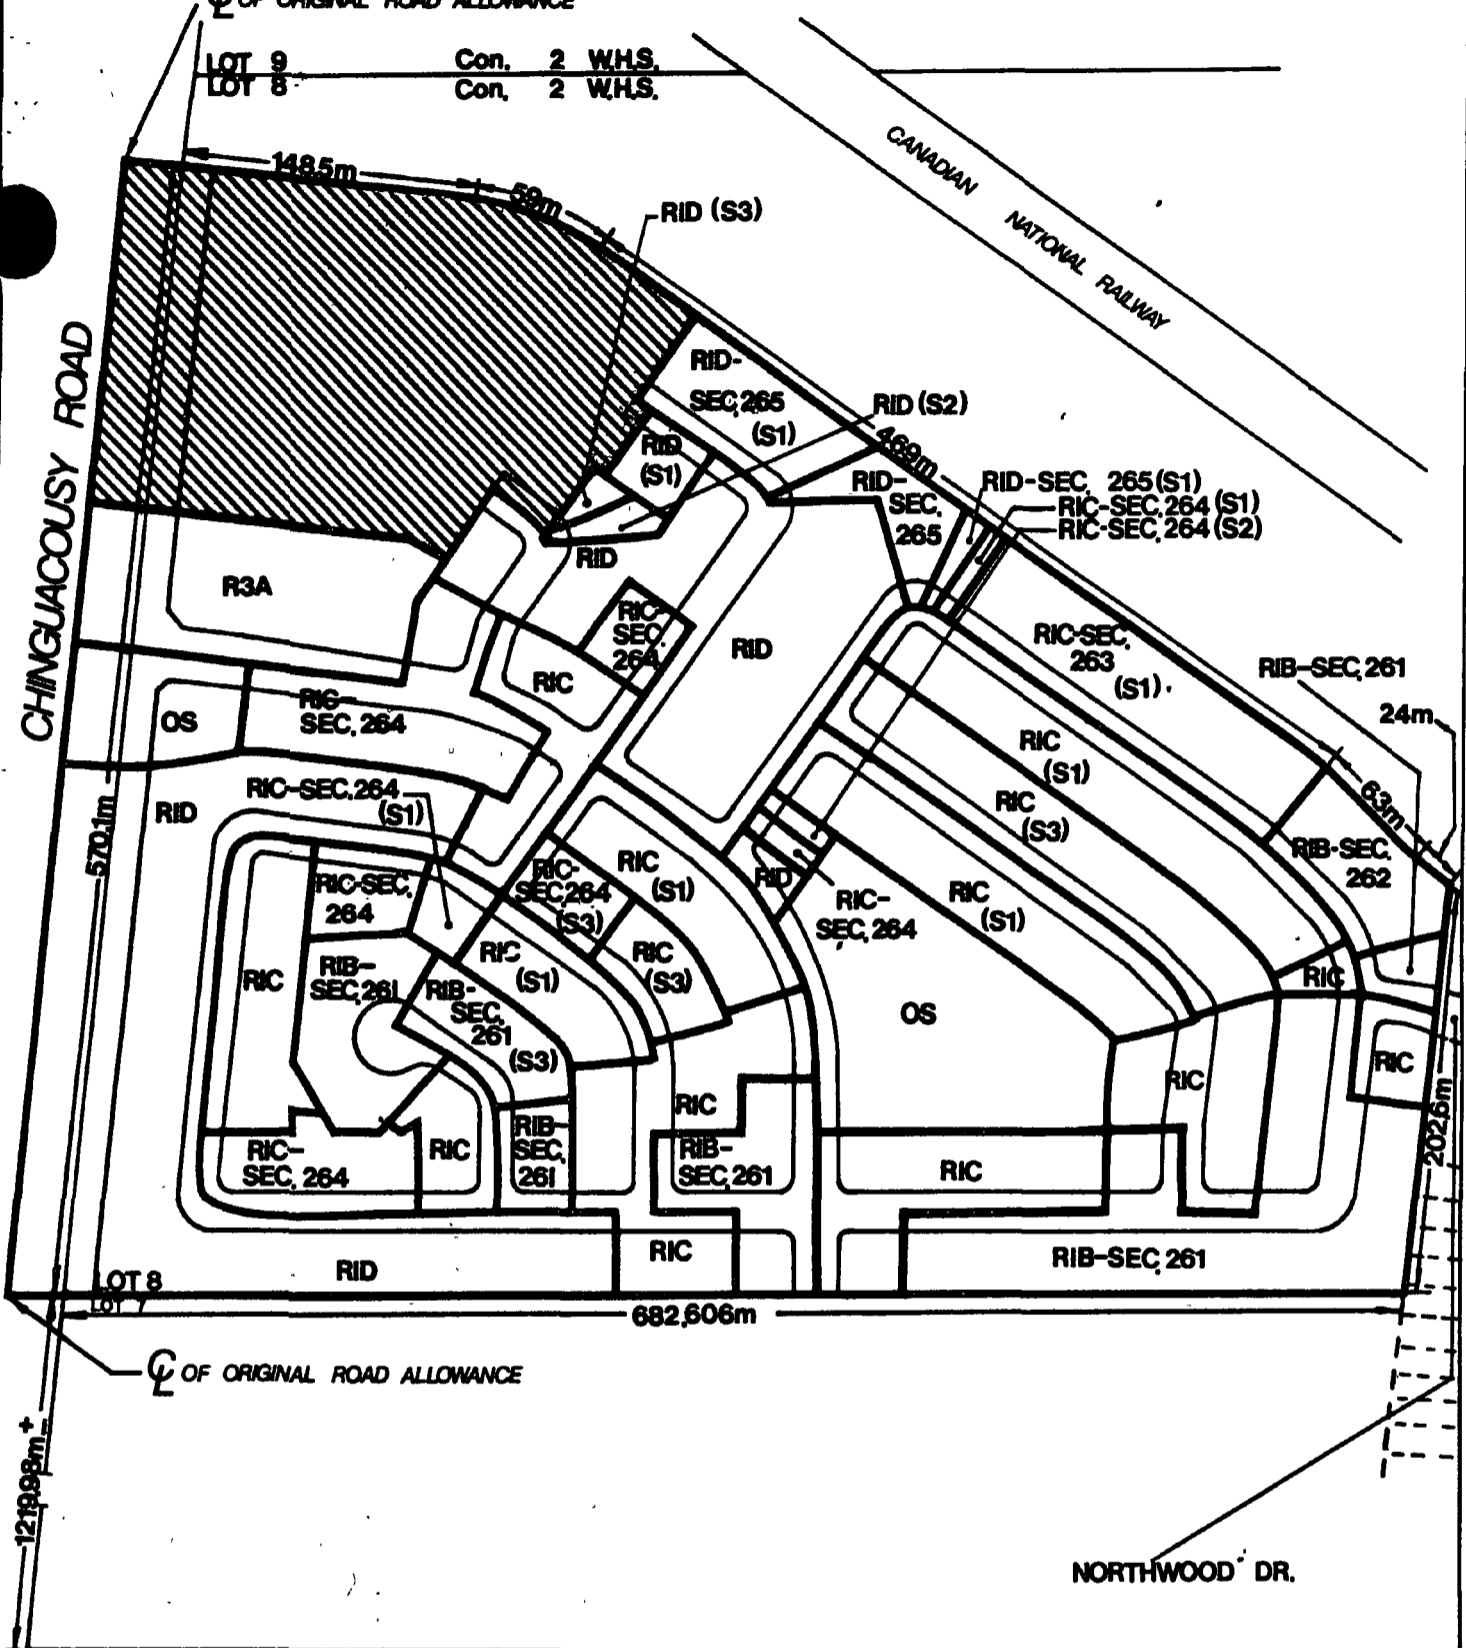 ℄ OF ORIGINAL ROAD ALLOWANCE
LOT 9 Con. 2 W.H.S.
LOT 8 Con. 2 W.H.S.
CANADIAN NATIONAL RAILWAY
148.5m
59m
RID (S3)
CHINGUACOUSY ROAD
RID-
SEC, 265
(S1)
RID (S2)
469m
RID
(S1)
RID-
SEC.
265
RID-SEC. 265 (S1)
RIC-SEC. 264 (S1)
RIC-SEC. 264 (S2)
RID
R3A
RIC-
SEC.
264
RID
RIC-SEC.
263
(S1)
RIB-SEC, 261
24m
RIC
OS
RIC-
SEC, 264
RIC
(S1)
RIC-SEC. 264
(S1)
RID
RIC
(S3)
63m
570.1m
RIB-SEC.
262
RIC-SEC.
264
RIC-
SEC, 264
(S3)
RIC
(S1)
RID
RIC-
SEC, 264
RIC
(S1)
RIC
RIB-
SEC, 261
RIB-
SEC.
261
(S3)
RIC
(S1)
RIC
(S3)
OS
RIC
RIC
RIC
RIC
202.6m
RIC-
SEC, 264
RIC
RIB-
SEC.
261
RIB-
SEC, 261
RIC
RID
RIC
RIB-SEC, 261
LOT 8
LOT 7
682.606m
℄ OF ORIGINAL ROAD ALLOWANCE
1219.98m ±
NORTHWOOD DR.